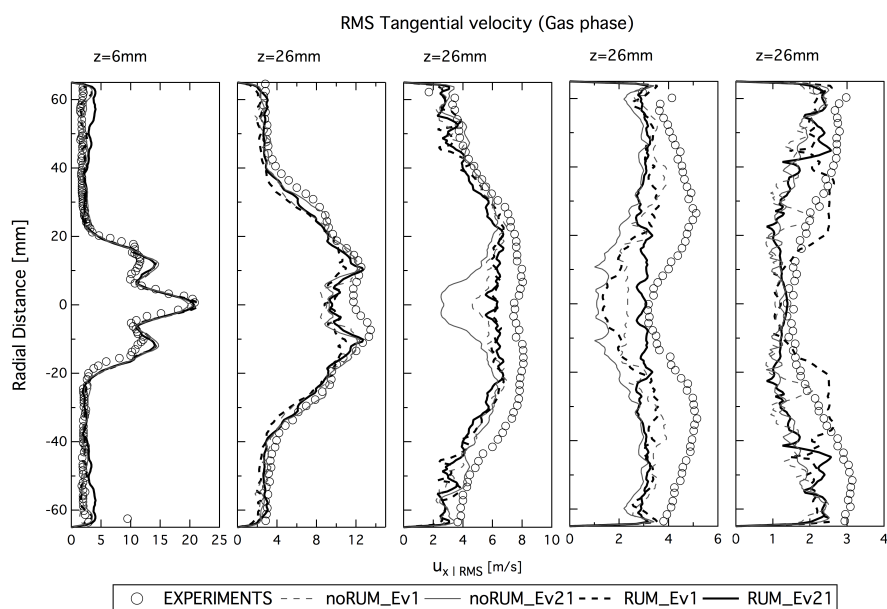 RMS Tangential velocity (Gas phase)
z=6mm z=26mm z=26mm z=26mm z=26mm
60
40
20
0
-20
-40
-60
Radial Distance [mm]
0 5 10 15 20 25
0 4 8 12
0 2 4 6 8 10
0 2 4 6
0 1 2 3 4
ux | RMS [m/s]
EXPERIMENTS noRUM_Ev1 noRUM_Ev21 RUM_Ev1 RUM_Ev21